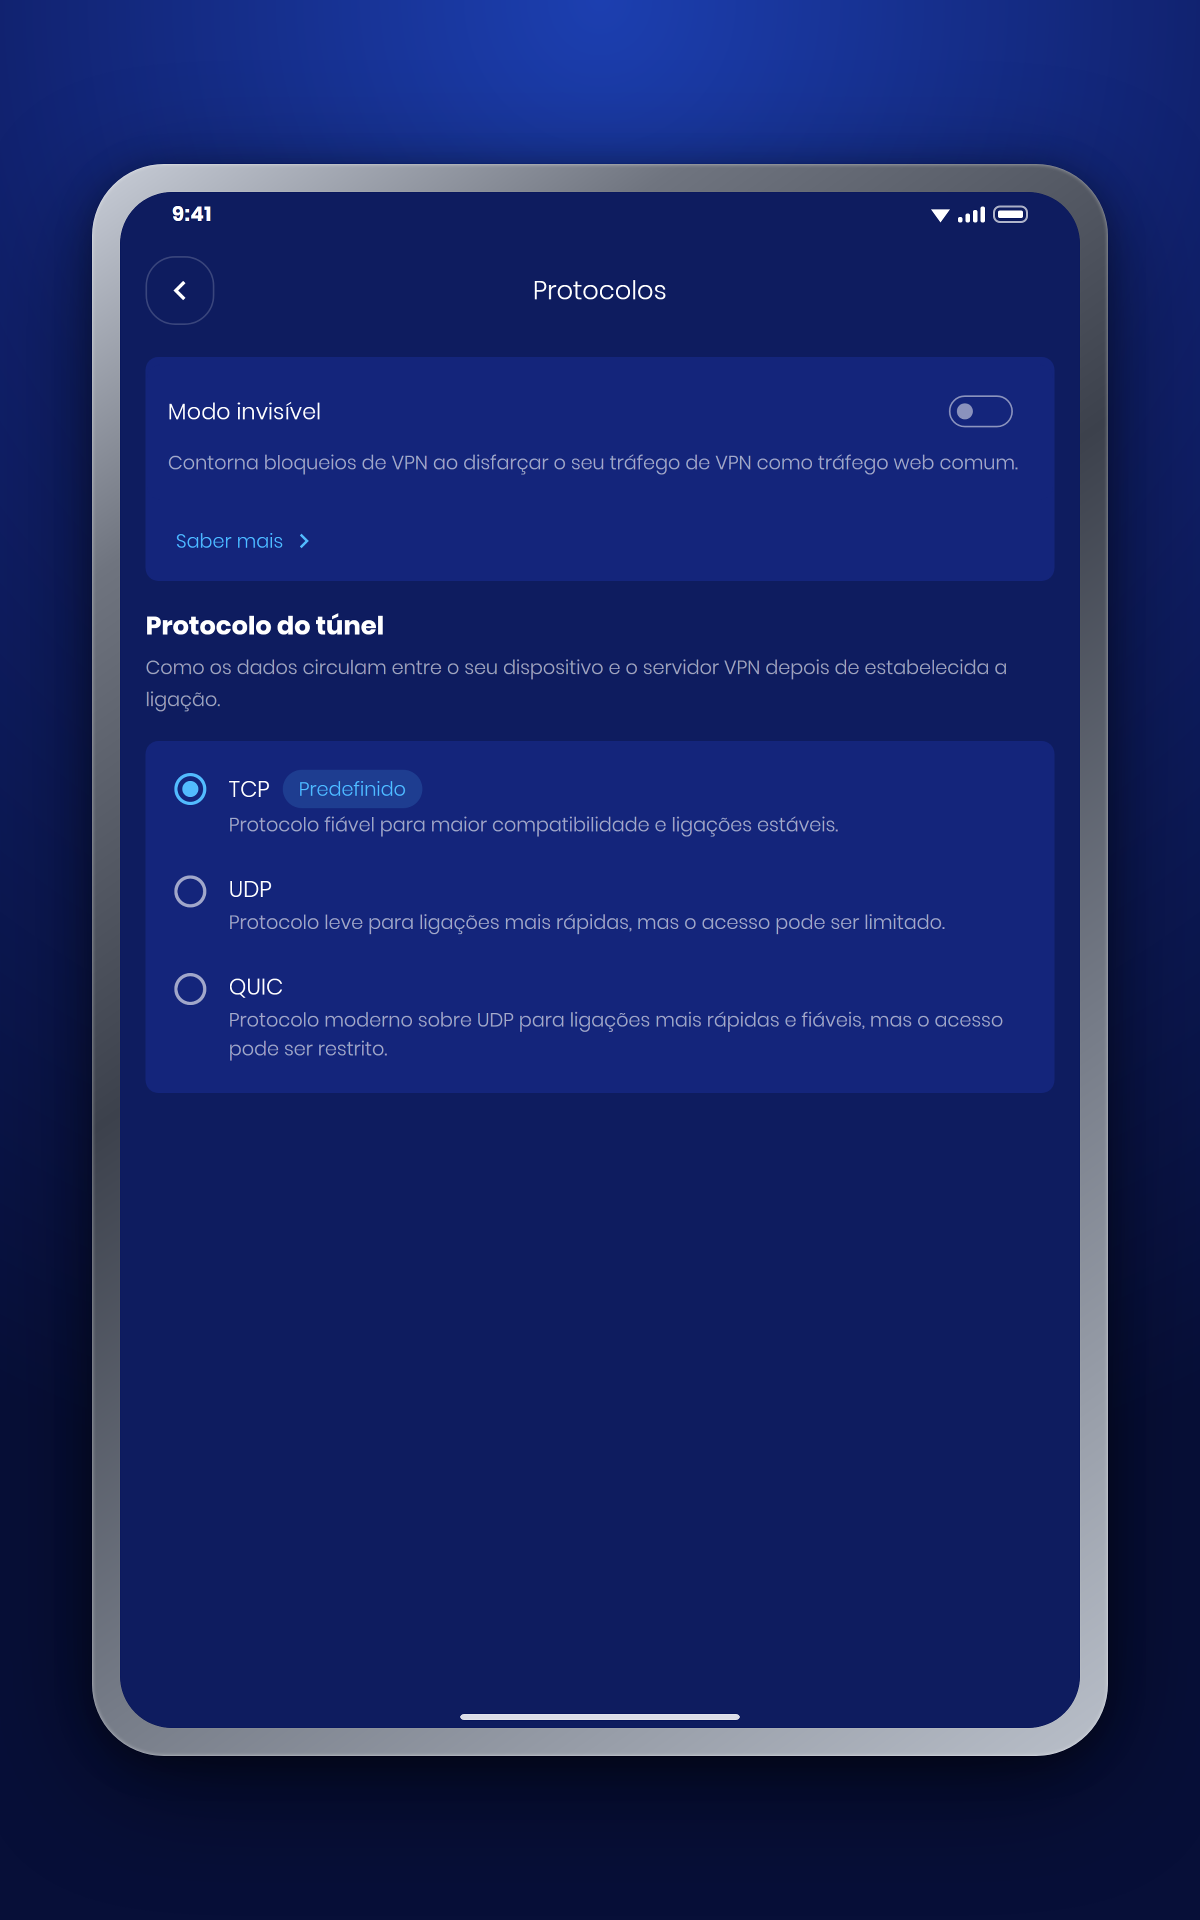 9:41
Protocolos
Modo invisível
Contorna bloqueios de VPN ao disfarçar o seu tráfego de VPN como tráfego web comum.
Saber mais
Protocolo do túnel
Como os dados circulam entre o seu dispositivo e o servidor VPN depois de estabelecida a
ligação.
TCP Predefinido
Protocolo fiável para maior compatibilidade e ligações estáveis.
UDP
Protocolo leve para ligações mais rápidas, mas o acesso pode ser limitado.
QUIC
Protocolo moderno sobre UDP para ligações mais rápidas e fiáveis, mas o acesso
pode ser restrito.